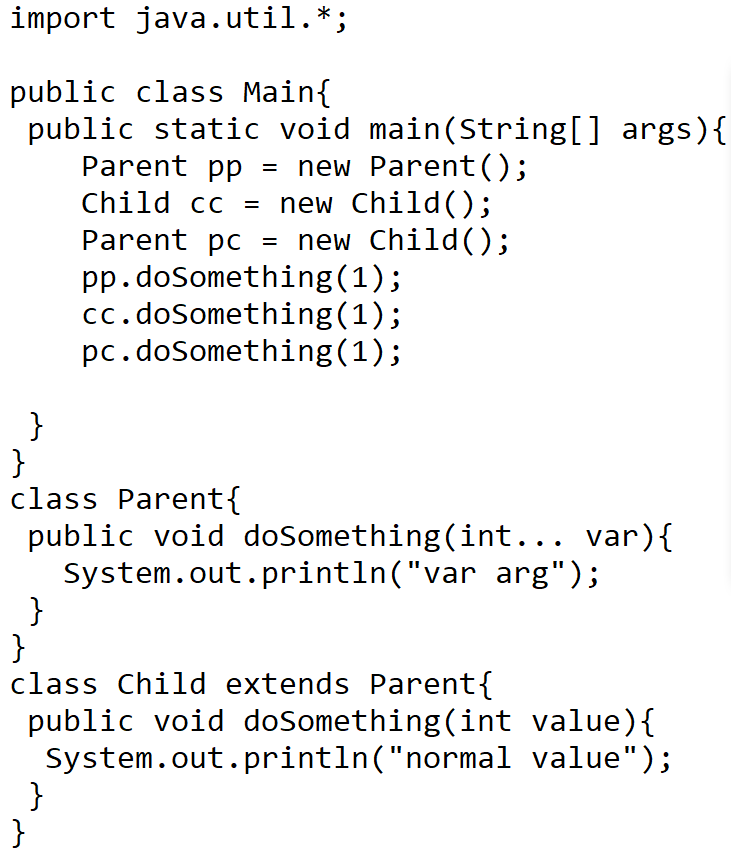 import java.util.*;
public class Main{
public static void main(String[] args){
Parent pp = new Parent();
Child cc = new Child();
Parent pc = new Child();
pp.doSomething(1);
cc.doSomething(1);
pc.doSomething(1);
}
}
class Parent{
public void doSomething(int... var){
System.out.println("var arg");
}
}
class Child extends Parent{
public void doSomething(int value){
System.out.println("normal value");
}
}